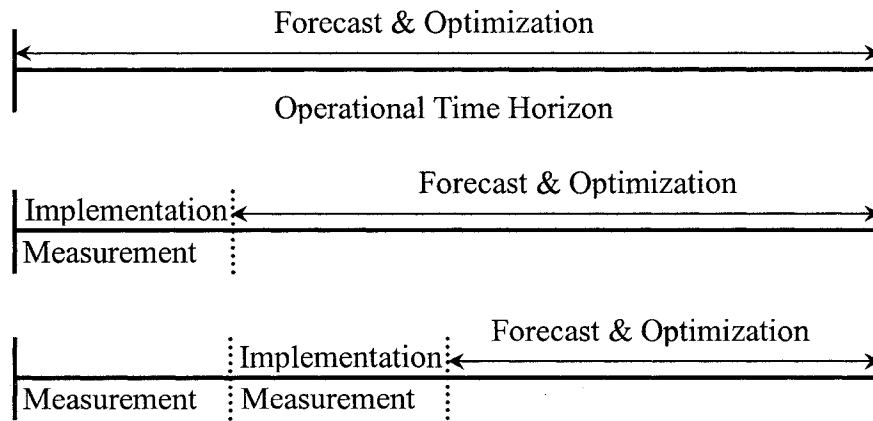 Forecast & Optimization
Operational Time Horizon
Forecast & Optimization
Implementation
Measurement
Forecast & Optimization
Implementation
Measurement Measurement